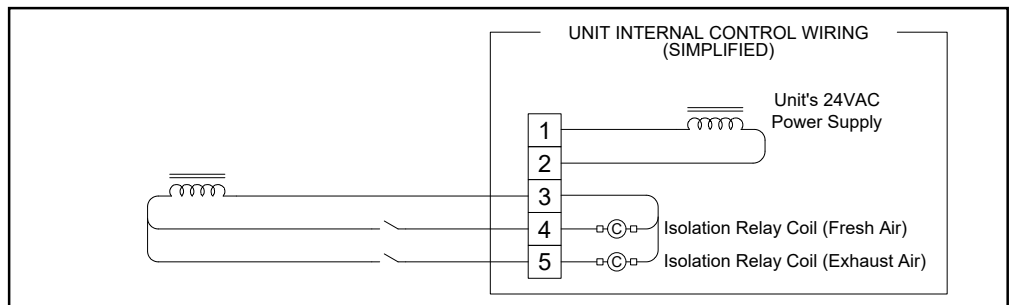 UNIT INTERNAL CONTROL WIRING
(SIMPLIFIED)
Unit's 24VAC
Power Supply
1
2
3
4
C
Isolation Relay Coil (Fresh Air)
5
C
Isolation Relay Coil (Exhaust Air)